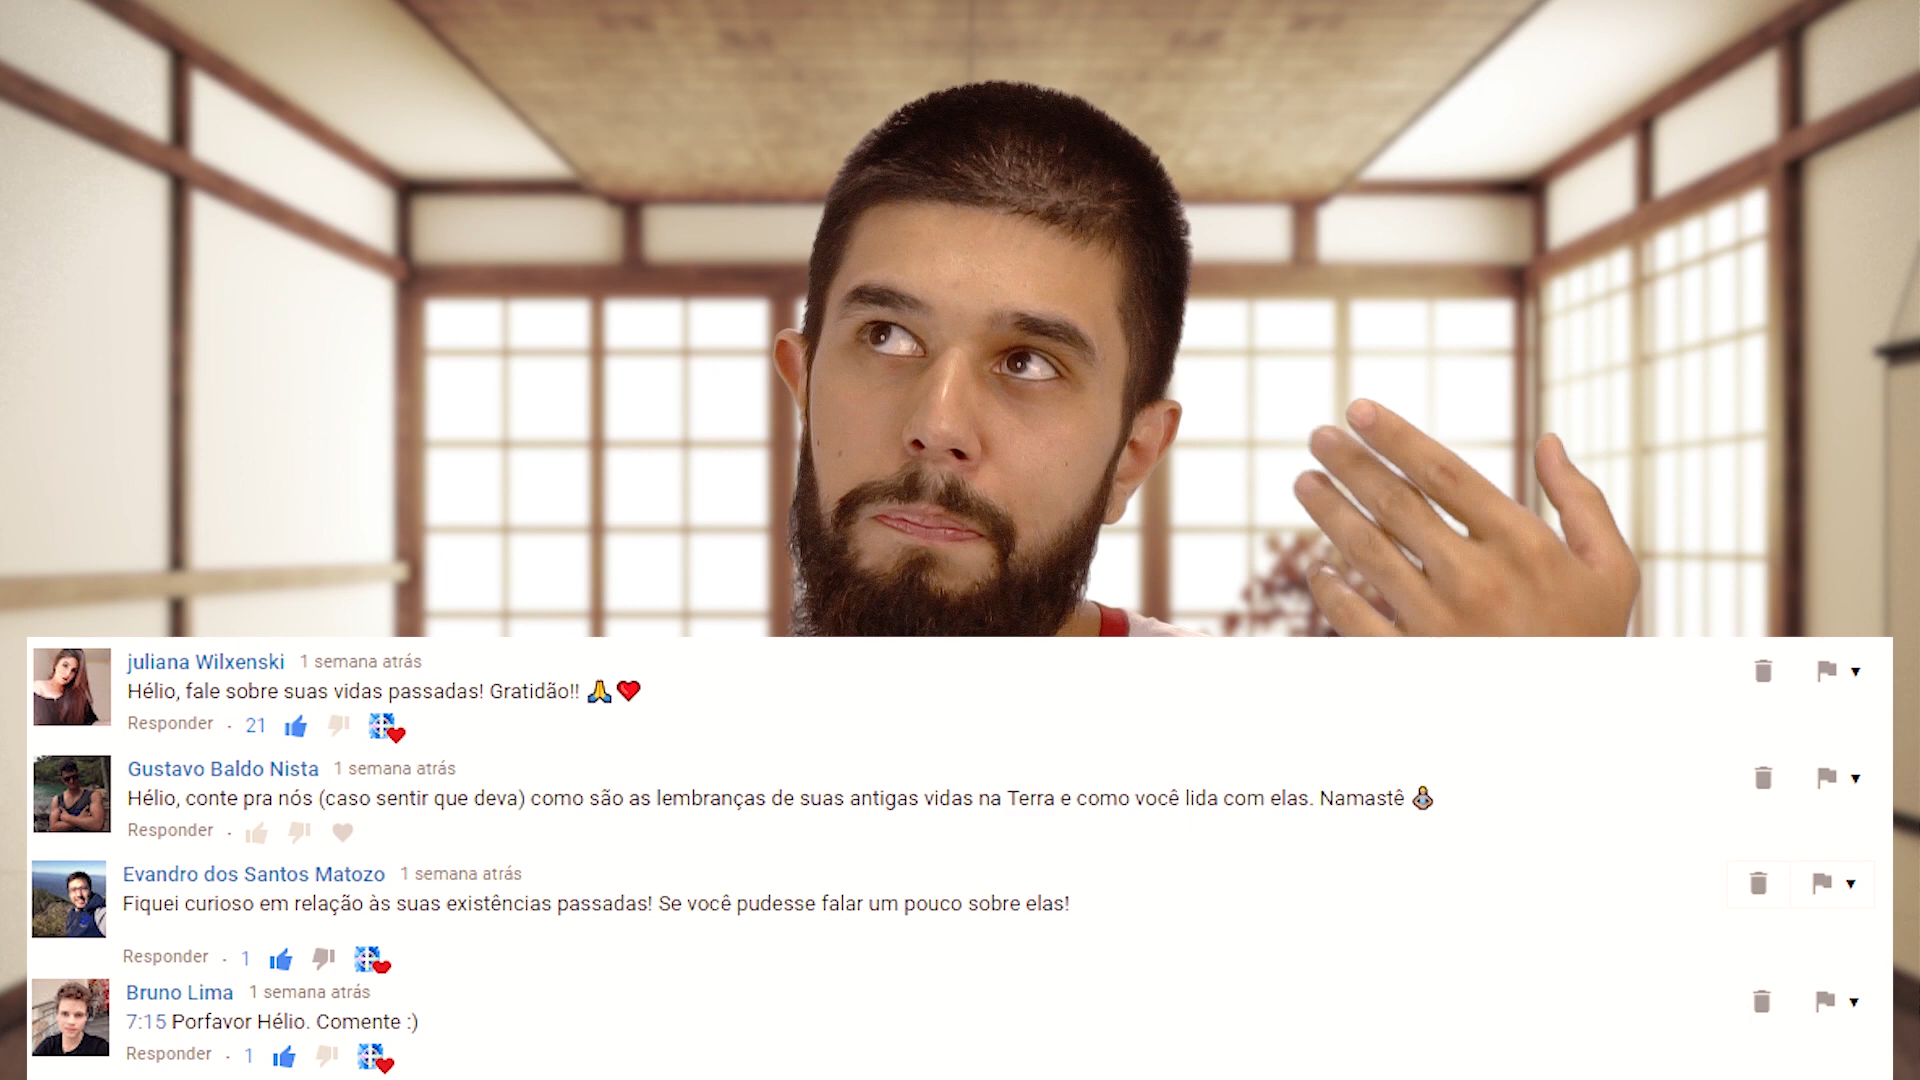 juliana Wilxenski 1 semana atrás
Hélio, fale sobre suas vidas passadas! Gratidão!! 🙏❤
Responder · 21
Gustavo Baldo Nista 1 semana atrás
Hélio, conte pra nós (caso sentir que deva) como são as lembranças de suas antigas vidas na Terra e como você lida com elas. Namastê
Responder ·
Evandro dos Santos Matozo 1 semana atrás
Fiquei curioso em relação às suas existências passadas! Se você pudesse falar um pouco sobre elas!
Responder · 1
Bruno Lima 1 semana atrás
7:15 Porfavor Hélio. Comente :)
Responder · 1